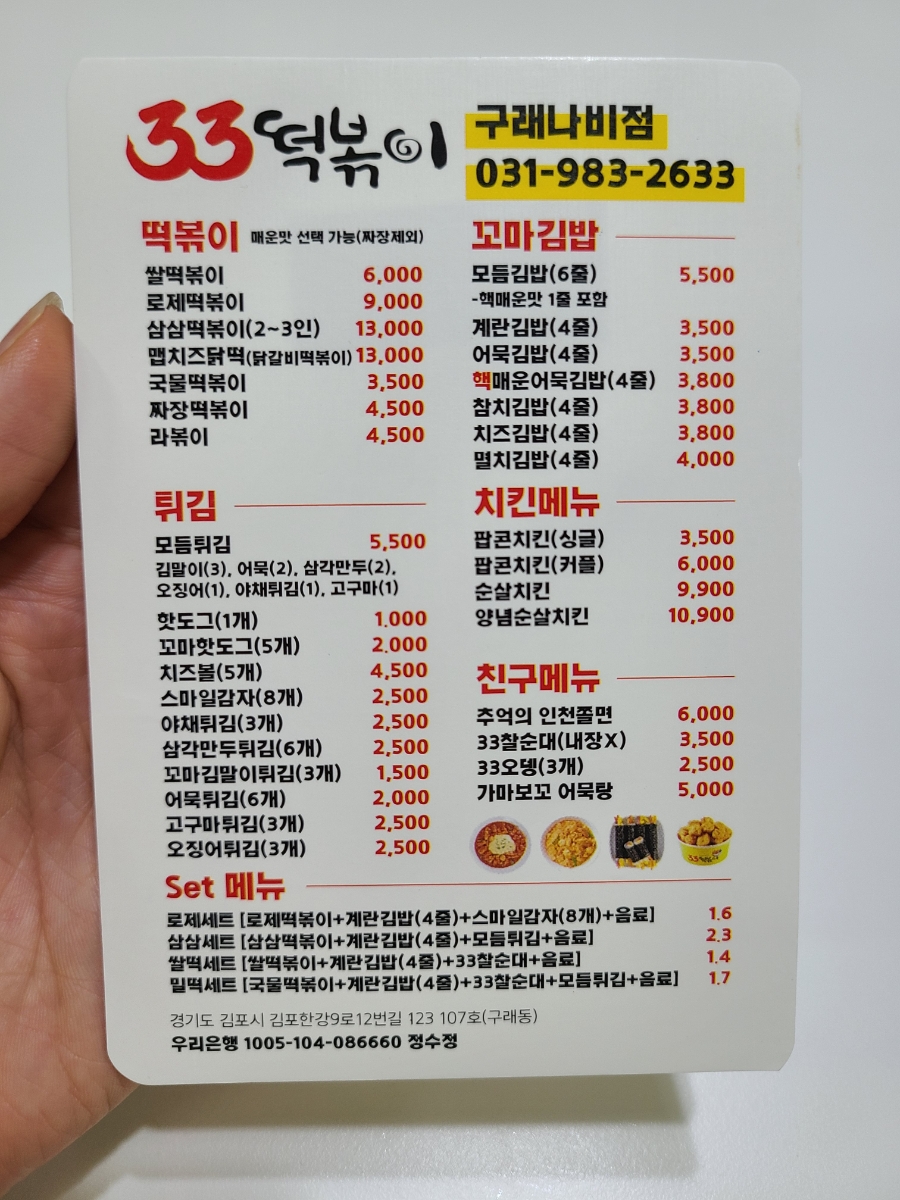 33떡볶이
구래나비점
031-983-2633
떡볶이 매운맛 선택 가능(짜장제외)
쌀떡볶이 6,000
로제떡볶이 9,000
삼삼떡볶이(2~3인) 13,000
맵치즈닭떡(닭갈비떡볶이) 13,000
국물떡볶이 3,500
짜장떡볶이 4,500
라볶이 4,500
튀김
모듬튀김 5,500
김말이(3), 어묵(2), 삼각만두(2),
오징어(1), 야채튀김(1), 고구마(1)
핫도그(1개) 1,000
꼬마핫도그(5개) 2,000
치즈볼(5개) 4,500
스마일감자(8개) 2,500
야채튀김(3개) 2,500
삼각만두튀김(6개) 2,500
꼬마김말이튀김(3개) 1,500
어묵튀김(6개) 2,000
고구마튀김(3개) 2,500
오징어튀김(3개) 2,500
꼬마김밥
모듬김밥(6줄) 5,500
-핵매운맛 1줄 포함
계란김밥(4줄) 3,500
어묵김밥(4줄) 3,500
핵매운어묵김밥(4줄) 3,800
참치김밥(4줄) 3,800
치즈김밥(4줄) 3,800
멸치김밥(4줄) 4,000
치킨메뉴
팝콘치킨(싱글) 3,500
팝콘치킨(커플) 6,000
순살치킨 9,900
양념순살치킨 10,900
친구메뉴
추억의 인천쫄면 6,000
33찰순대(내장X) 3,500
33오뎅(3개) 2,500
가마보꼬 어묵탕 5,000
33떡볶이
Set 메뉴
로제세트 [로제떡볶이+계란김밥(4줄)+스마일감자(8개)+음료] 1.6
삼삼세트 [삼삼떡볶이+계란김밥(4줄)+모듬튀김+음료] 2.3
쌀떡세트 [쌀떡볶이+계란김밥(4줄)+33찰순대+음료] 1.4
밀떡세트 [국물떡볶이+계란김밥(4줄)+33찰순대+모듬튀김+음료] 1.7
경기도 김포시 김포한강9로12번길 123 107호(구래동)
우리은행 1005-104-086660 정수정